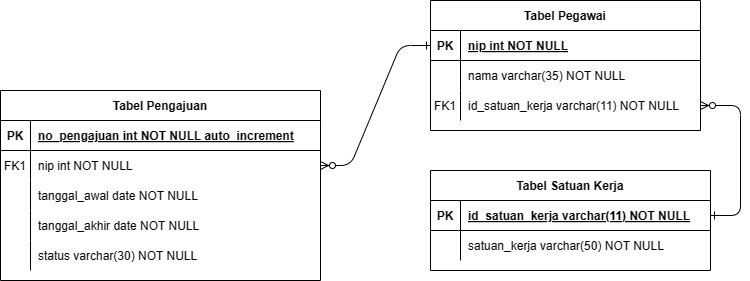 Tabel Pegawai
PK nip int NOT NULL
nama varchar(35) NOT NULL
FK1 id_satuan_kerja varchar(11) NOT NULL
Tabel Pengajuan
PK no_pengajuan int NOT NULL auto_increment
FK1 nip int NOT NULL
tanggal_awal date NOT NULL
tanggal_akhir date NOT NULL
status varchar(30) NOT NULL
Tabel Satuan Kerja
PK id_satuan_kerja varchar(11) NOT NULL
satuan_kerja varchar(50) NOT NULL